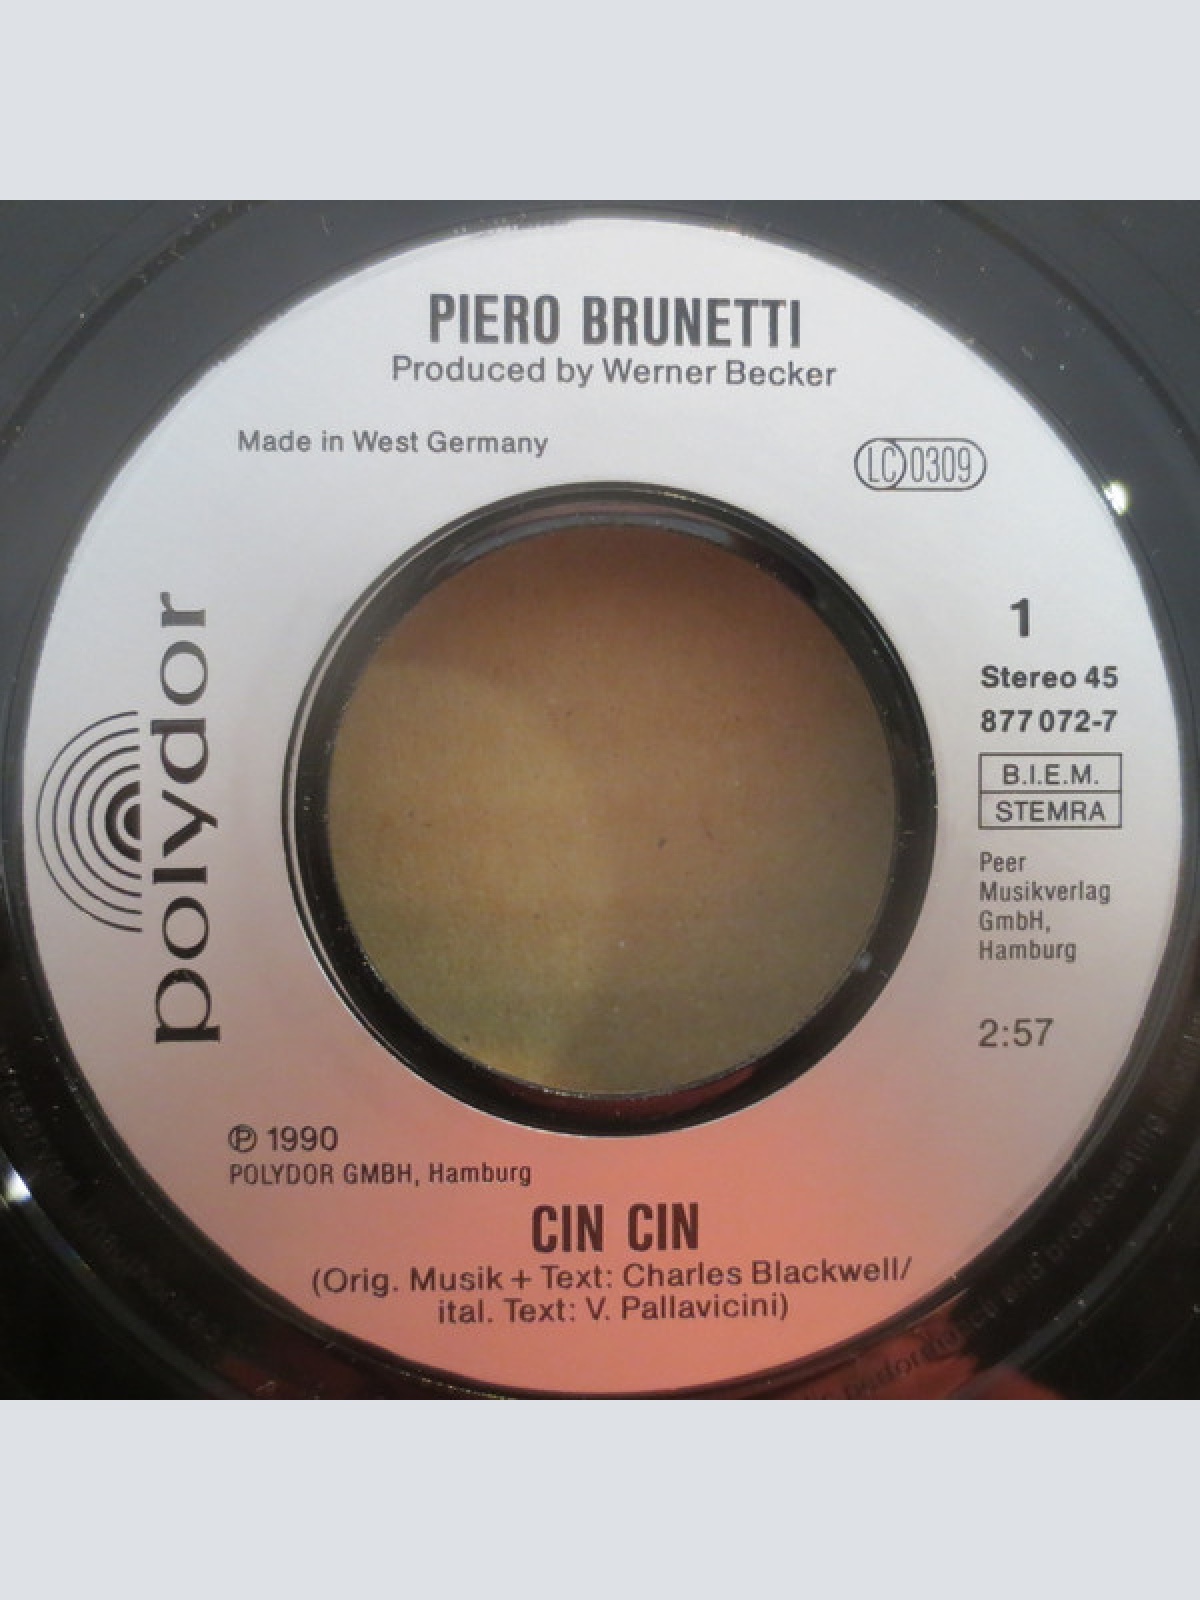 PIERO BRUNETTI
Produced by Werner Becker
Made in West Germany
LC 0309
polydor
1
Stereo 45
877 072-7
B.I.E.M.
STEMRA
Peer
Musikverlag
GmbH,
Hamburg
2:57
℗ 1990
POLYDOR GMBH, Hamburg
CIN CIN
(Orig. Musik + Text: Charles Blackwell/
ital. Text: V. Pallavicini)
and broadcasting